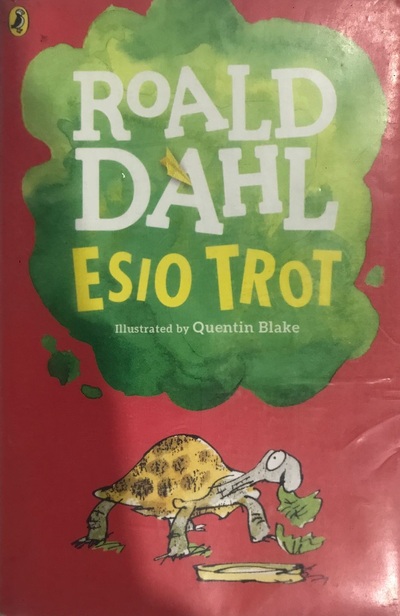 ROALD
DAHL
ESIO TROT
Illustrated by Quentin Blake